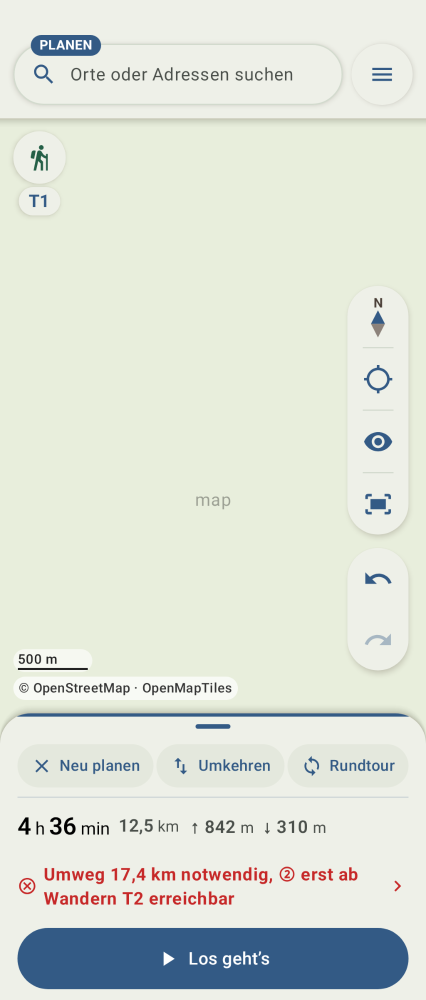 PLANEN
Orte oder Adressen suchen
T1
N
map
500 m
© OpenStreetMap · OpenMapTiles
Neu planen
Umkehren
Rundtour
4 h 36 min 12,5 km ↑ 842 m ↓ 310 m
Umweg 17,4 km notwendig, ② erst ab
Wandern T2 erreichbar
Los geht's